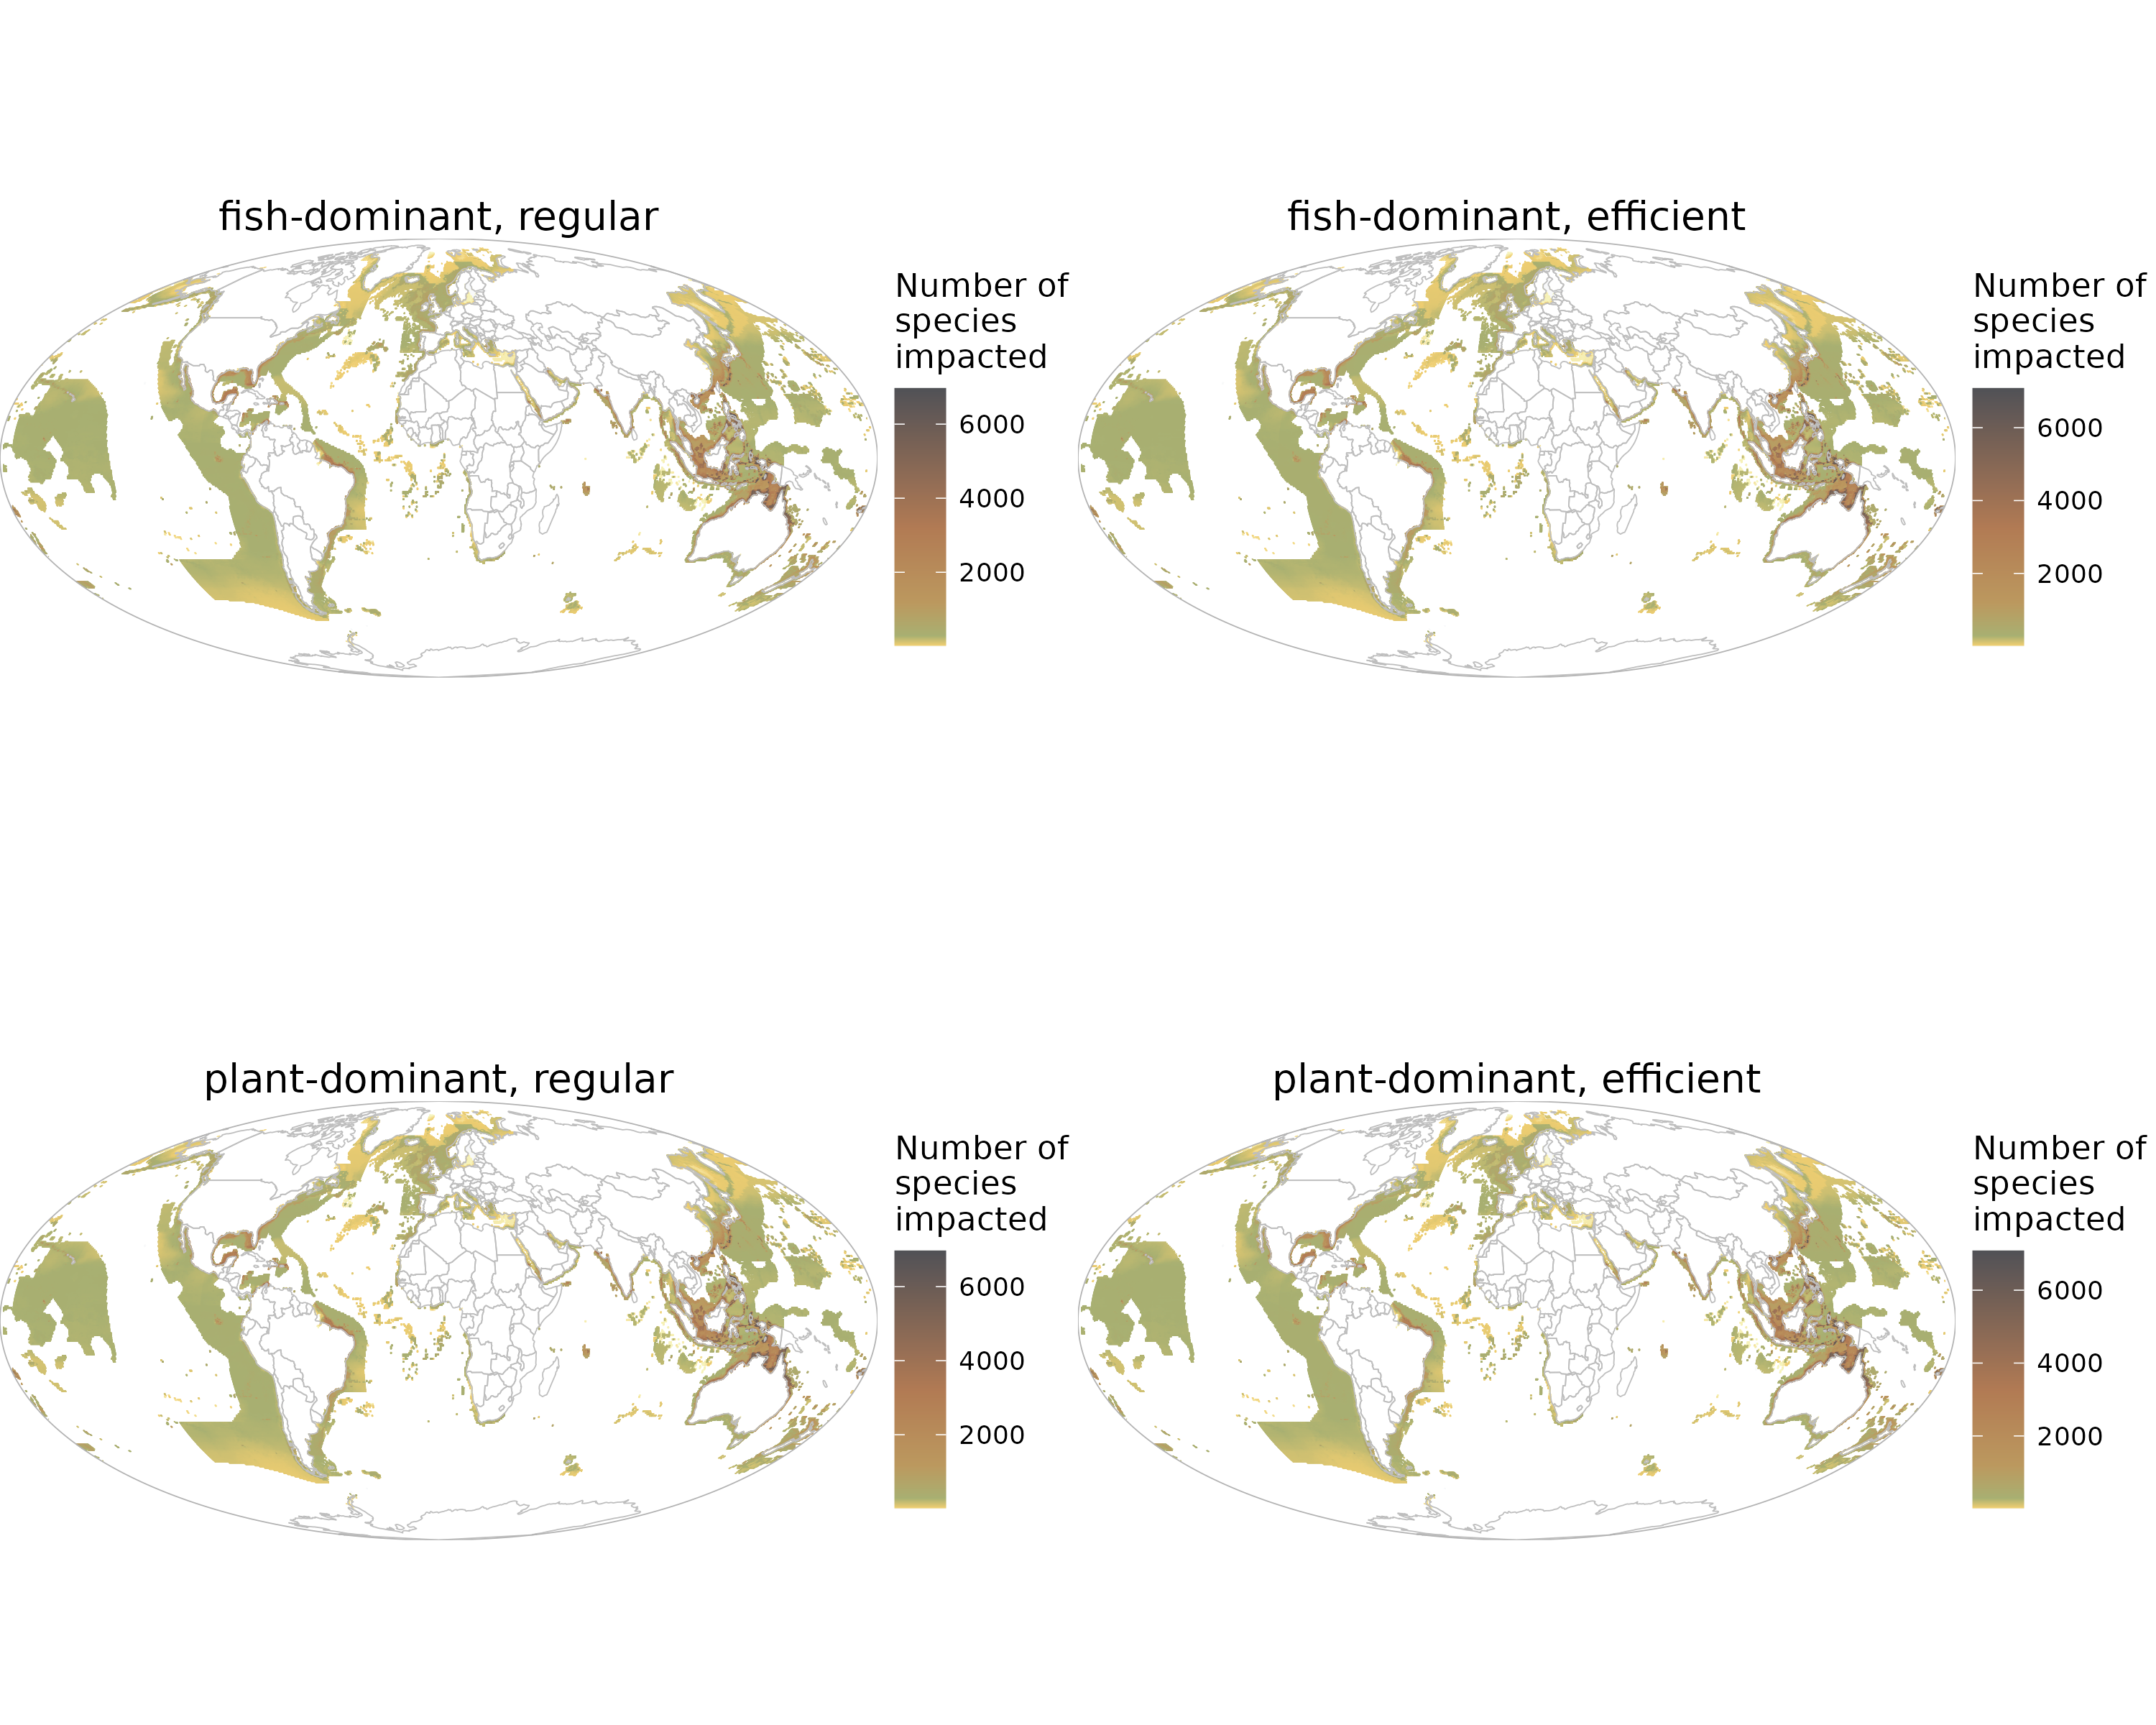 fish-dominant, regular
Number of
species
impacted
6000
4000
2000
fish-dominant, efficient
Number of
species
impacted
6000
4000
2000
plant-dominant, regular
Number of
species
impacted
6000
4000
2000
plant-dominant, efficient
Number of
species
impacted
6000
4000
2000